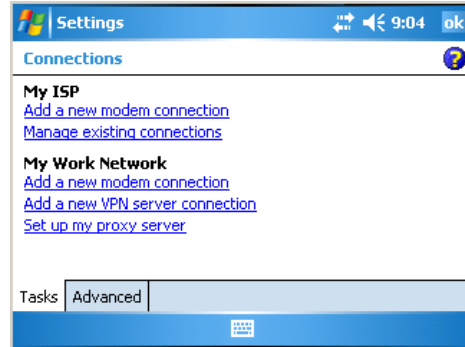 Settings 9:04 ok
Connections
My ISP
Add a new modem connection
Manage existing connections
My Work Network
Add a new modem connection
Add a new VPN server connection
Set up my proxy server
Tasks Advanced